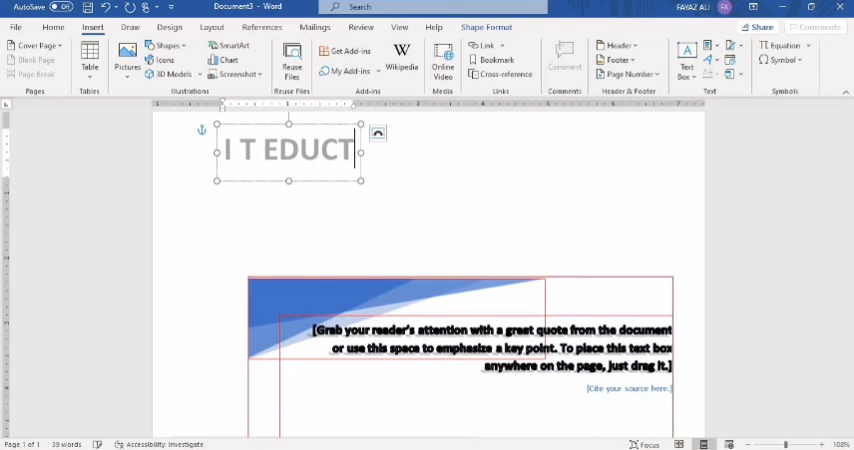 AutoSave Off Document3 - Word Search FAYAZ ALI FA
File Home Insert Draw Design Layout References Mailings Review View Help Shape Format Share Comments
Cover Page Blank Page Page Break Pages
Table Tables
Pictures Shapes Icons 3D Models SmartArt Chart Screenshot Illustrations
Reuse Files Reuse Files
Get Add-ins My Add-ins Wikipedia Add-ins
Online Video Media
Link Bookmark Cross-reference Links
Comment Comments
Header Footer Page Number Header & Footer
Text Box Text
Equation Symbol Symbols
I T EDUCT
[Grab your reader's attention with a great quote from the document
or use this space to emphasize a key point. To place this text box
anywhere on the page, just drag it.]
[Cite your source here.]
Page 1 of 1 39 words Accessibility: Investigate Focus 108%